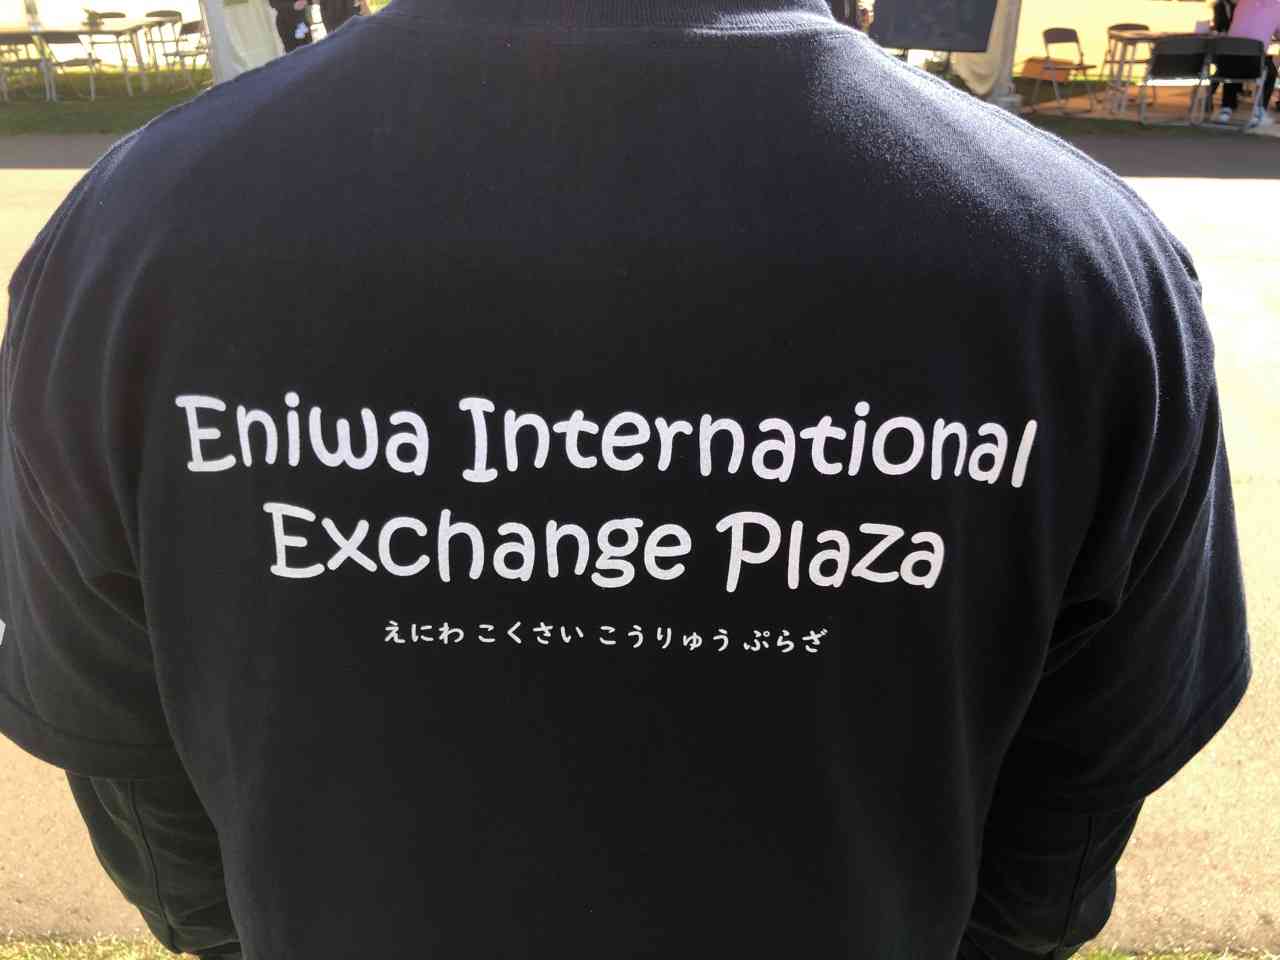 Eniwa International
Exchange Plaza
えにわ こくさい こうりゅう ぷらざ